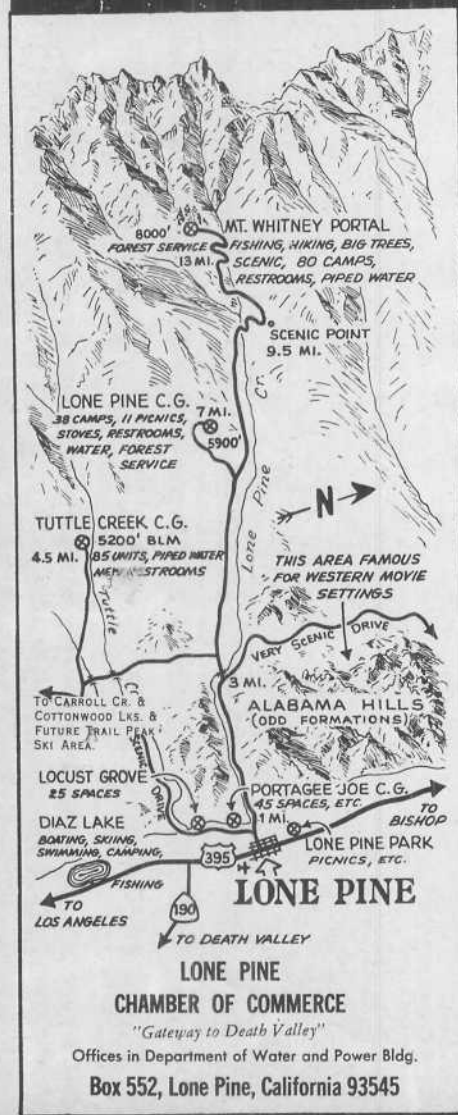 8000'
MT. WHITNEY PORTAL
FOREST SERVICE
FISHING, HIKING, BIG TREES,
13 MI.
SCENIC, 80 CAMPS,
RESTROOMS, PIPED WATER
SCENIC POINT
9.5 MI.
LONE PINE C.G.
38 CAMPS, 11 PICNICS,
STOVES, RESTROOMS,
WATER, FOREST
SERVICE
7 MI.
5900'
Lone Pine Cr.
N
TUTTLE CREEK C.G.
5200' BLM
4.5 MI.
85 UNITS, PIPED WATER
NEW RESTROOMS
Tuttle Cr
THIS AREA FAMOUS
FOR WESTERN MOVIE
SETTINGS
VERY SCENIC DRIVE
3 MI.
ALABAMA HILLS
(ODD FORMATIONS)
TO CARROLL CR. &
COTTONWOOD LKS. &
FUTURE TRAIL PEAK
SKI AREA.
SCENIC DRIVE
LOCUST GROVE
25 SPACES
PORTAGEE JOE C.G.
45 SPACES, ETC.
1 MI.
TO
BISHOP
DIAZ LAKE
BOATING, SKIING,
SWIMMING, CAMPING,
FISHING
395
LONE PINE PARK
PICNICS, ETC.
LONE PINE
TO
LOS ANGELES
190
TO DEATH VALLEY
LONE PINE
CHAMBER OF COMMERCE
"Gateway to Death Valley"
Offices in Department of Water and Power Bldg.
Box 552, Lone Pine, California 93545